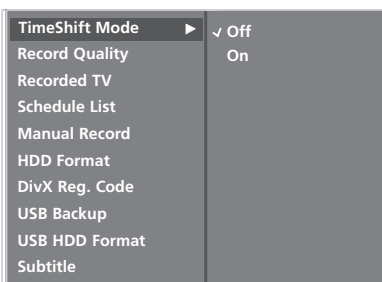 TimeShift Mode ▶ ✓ Off
Record Quality On
Recorded TV
Schedule List
Manual Record
HDD Format
DivX Reg. Code
USB Backup
USB HDD Format
Subtitle